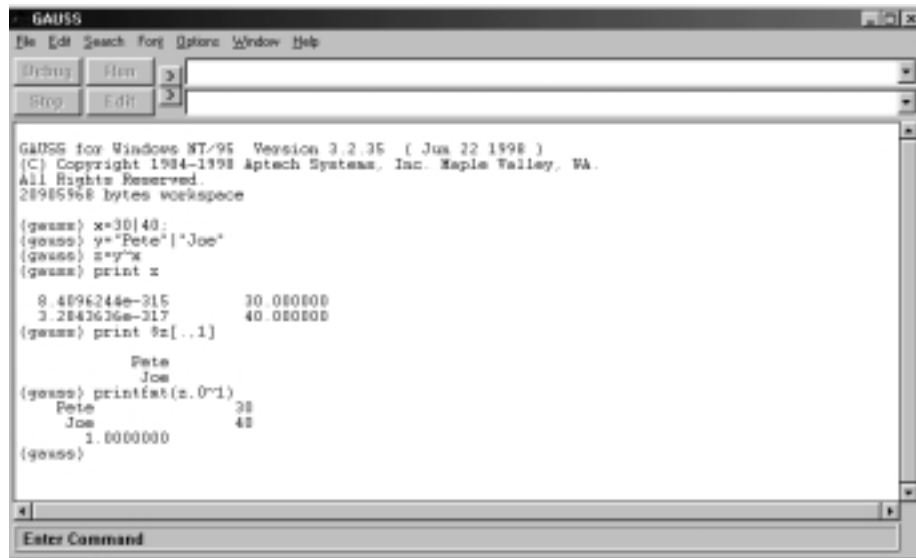 GAUSS
File Edit Search Font Options Window Help
Debug Run >
Stop Edit >
GAUSS for Windows NT/95 Version 3.2.35 ( Jun 22 1998 )
(C) Copyright 1984-1998 Aptech Systems, Inc. Maple Valley, WA.
All Rights Reserved.
20905968 bytes workspace
(gauss) x=30|40;
(gauss) y="Pete"|"Joe"
(gauss) z=y~x
(gauss) print z
8.4096244e-315 30.000000
3.2043636e-317 40.000000
(gauss) print $z[.,1]
Pete
Joe
(gauss) printfmt(z,0~1)
Pete 30
Joe 40
1.0000000
(gauss)
Enter Command